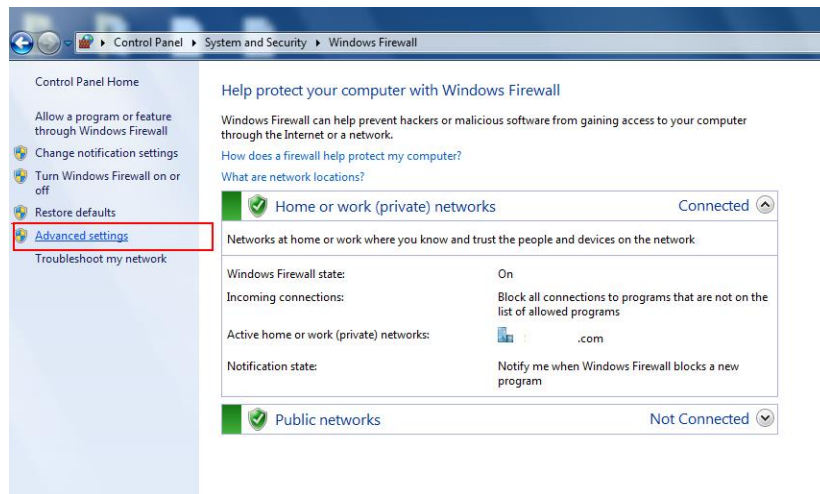 Control Panel ▸ System and Security ▸ Windows Firewall
Control Panel Home
Allow a program or feature
through Windows Firewall
Change notification settings
Turn Windows Firewall on or
off
Restore defaults
Advanced settings
Troubleshoot my network
Help protect your computer with Windows Firewall
Windows Firewall can help prevent hackers or malicious software from gaining access to your computer
through the Internet or a network.
How does a firewall help protect my computer?
What are network locations?
Home or work (private) networks Connected
Networks at home or work where you know and trust the people and devices on the network
Windows Firewall state: On
Incoming connections: Block all connections to programs that are not on the
list of allowed programs
Active home or work (private) networks: .com
Notification state: Notify me when Windows Firewall blocks a new
program
Public networks Not Connected